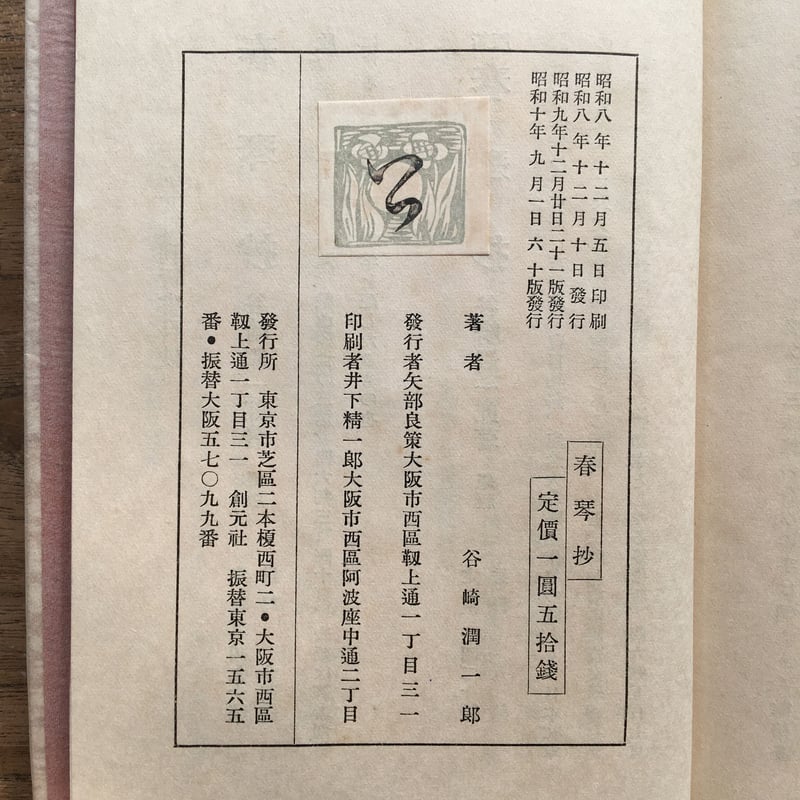 昭和八年十二月五日印刷
昭和八年十二月十日發行
昭和九年十二月廿日二十一版發行
昭和十年九月一日六十版發行
春琴抄
定價一圓五拾錢
著者 谷崎潤一郎
發行者矢部良策大阪市西區靱上通一丁目三一
印刷者井下精一郎大阪市西區阿波座中通二丁目
發行所 東京市芝區二本榎西町二●大阪市西區
靱上通一丁目三一 創元社 振替東京一五六五
番●振替大阪五七〇九九番